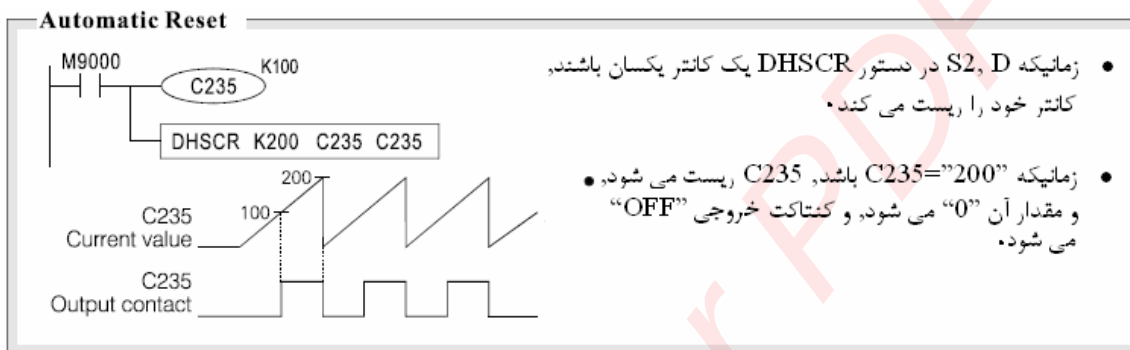 Automatic Reset
M9000
K100
C235
DHSCR K200 C235 C235
200
100
C235
Current value
C235
Output contact
• زمانیکه S2, D در دستور DHSCR یک کانتر یکسان باشند,
کانتر خود را ریست می کند.
• زمانیکه C235="200" باشد, C235 ریست می شود, •
و مقدار آن "0" می شود, و کنتاکت خروجی "OFF"
می شود.
r PDF